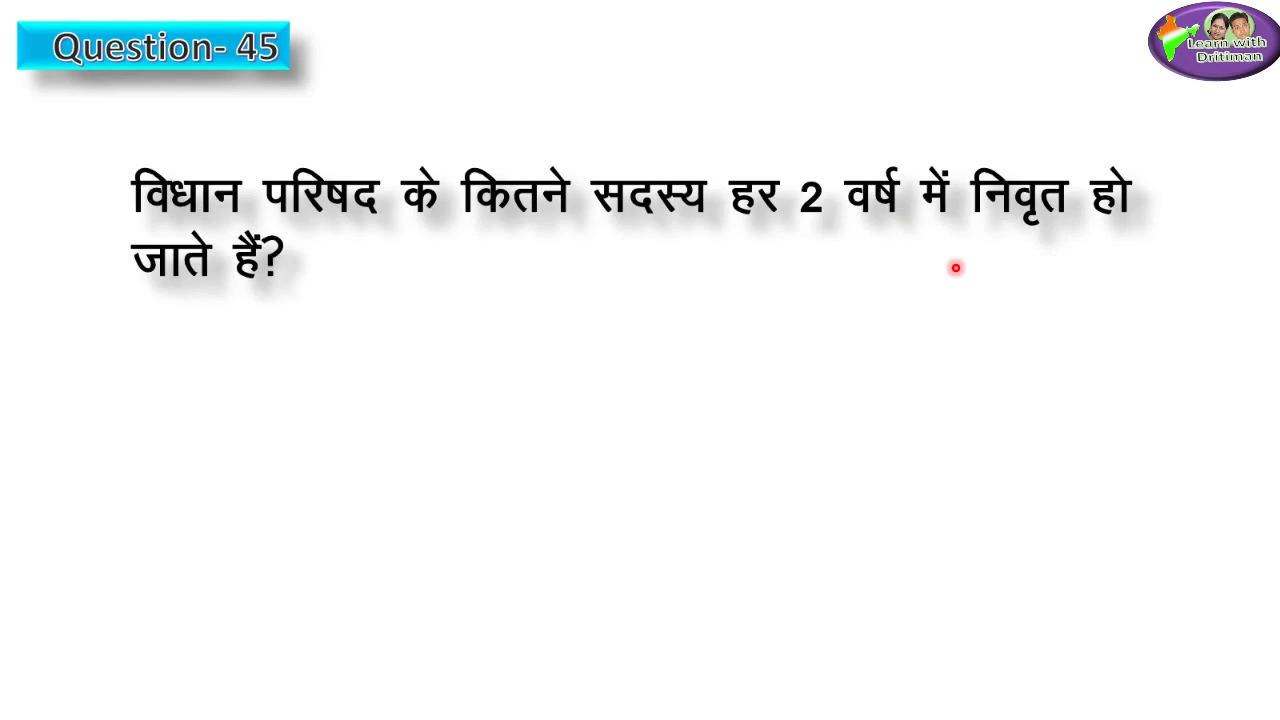 Question- 45
Learn with
Dritiman
विधान परिषद के कितने सदस्य हर 2 वर्ष में निवृत हो
जाते हैं?